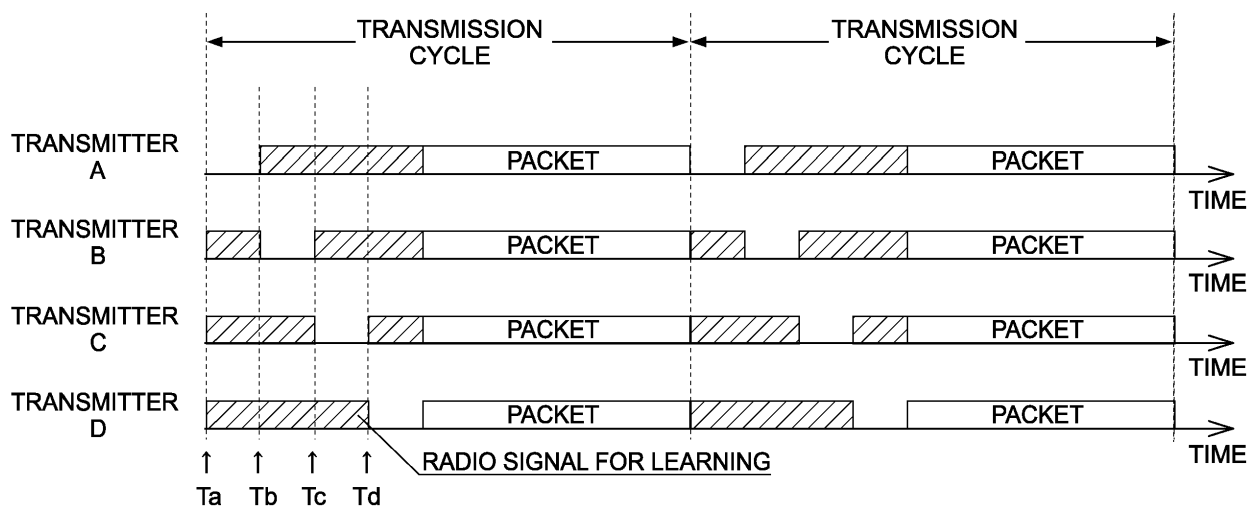 TRANSMISSION
CYCLE
TRANSMISSION
CYCLE
TRANSMITTER
A
PACKET
PACKET
TIME
TRANSMITTER
B
PACKET
PACKET
TIME
TRANSMITTER
C
PACKET
PACKET
TIME
TRANSMITTER
D
PACKET
PACKET
TIME
RADIO SIGNAL FOR LEARNING
Ta Tb Tc Td